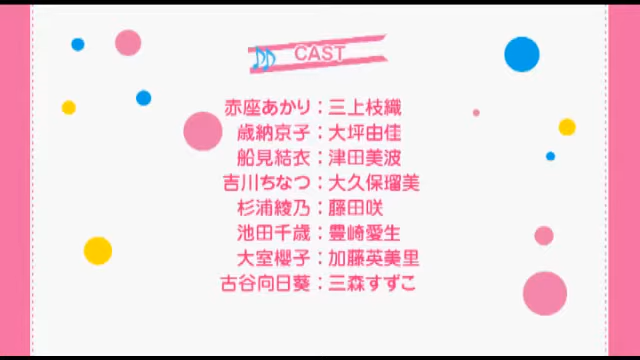 CAST
赤座あかり：三上枝織
歳納京子：大坪由佳
船見結衣：津田美波
吉川ちなつ：大久保瑠美
杉浦綾乃：藤田咲
池田千歳：豊崎愛生
大室櫻子：加藤英美里
古谷向日葵：三森すずこ